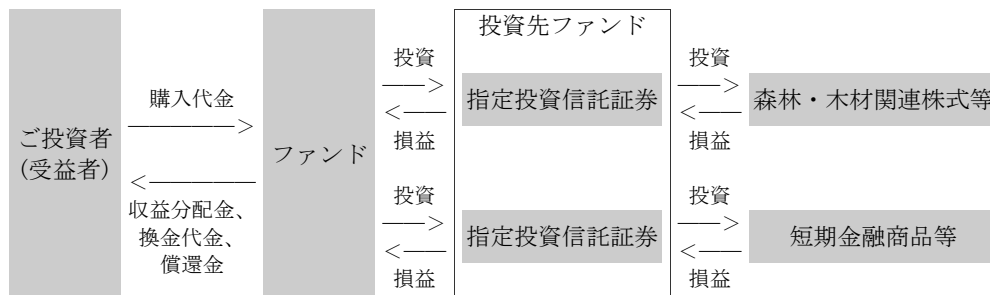 投資先ファンド
投資
———>
<———
損益
指定投資信託証券
投資
———>
<———
損益
森林・木材関連株式等
購入代金
—————>
<—————
収益分配金、
換金代金、
償還金
ご投資者
(受益者)
ファンド
投資
———>
<———
損益
指定投資信託証券
投資
———>
<———
損益
短期金融商品等